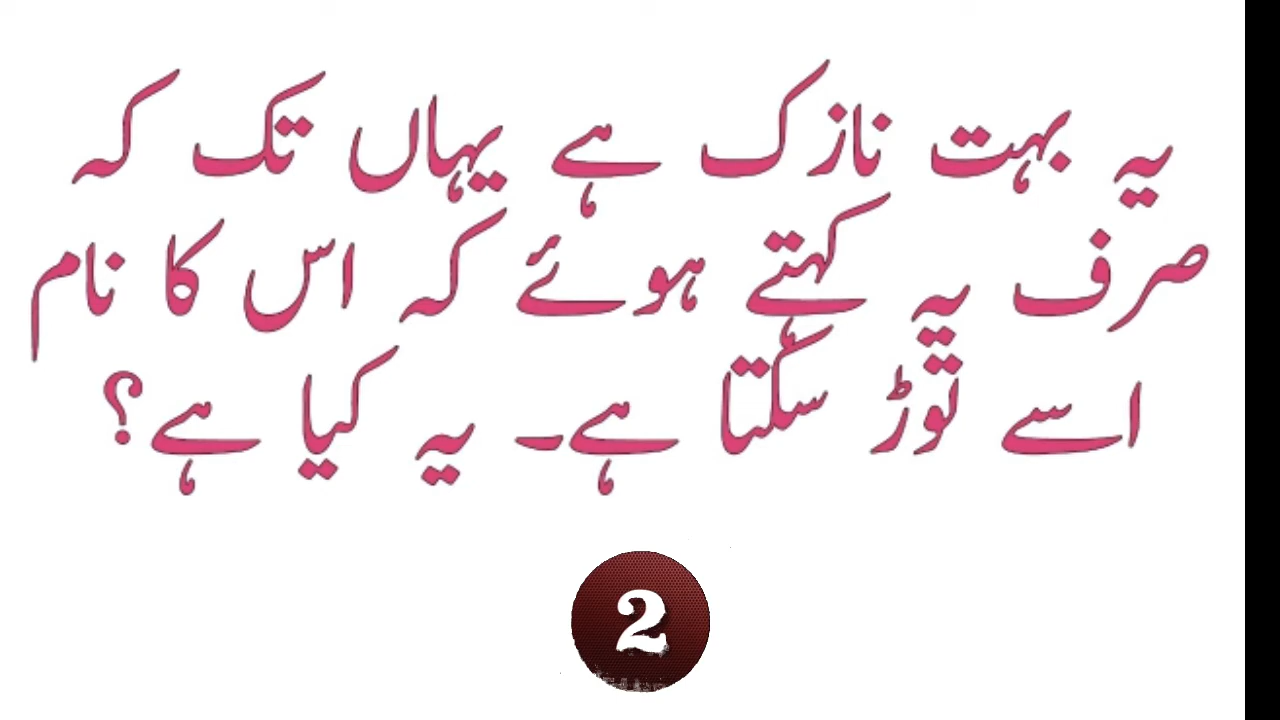 یہ بہت نازک ہے یہاں تک کہ
صرف یہ کہتے ہوئے کہ اس کا نام
اسے توڑ سکتا ہے۔ یہ کیا ہے؟
2